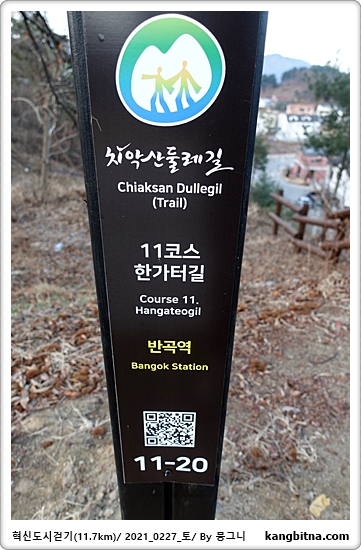 치악산둘레길
Chiaksan Dullegil
(Trail)
11코스
한가터길
Course 11.
Hangateogil
반곡역
Bangok Station
11-20
혁신도시걷기(11.7km)/ 2021_0227_토/ By 뭉그니
kangbitna.com